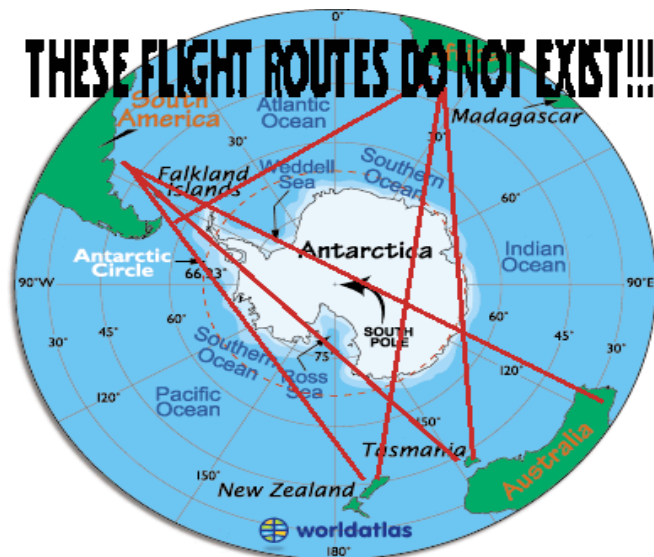 0°
THESE FLIGHT ROUTES DO NOT EXIST!!!
Africa
South
America
Atlantic
Ocean
Madagascar
30°
30°
Falkland
Islands
Weddell
Sea
Southern
Ocean
60°
Antarctica
Antarctic
Circle
66.33°
Indian
Ocean
90°W
90°E
30°
45°
60°
SOUTH
POLE
60°
45°
30°
Southern
Ocean
Ross
Sea
75
120°
120°
Pacific
Ocean
150°
150°
Tasmania
Australia
New Zealand
worldatlas
180°